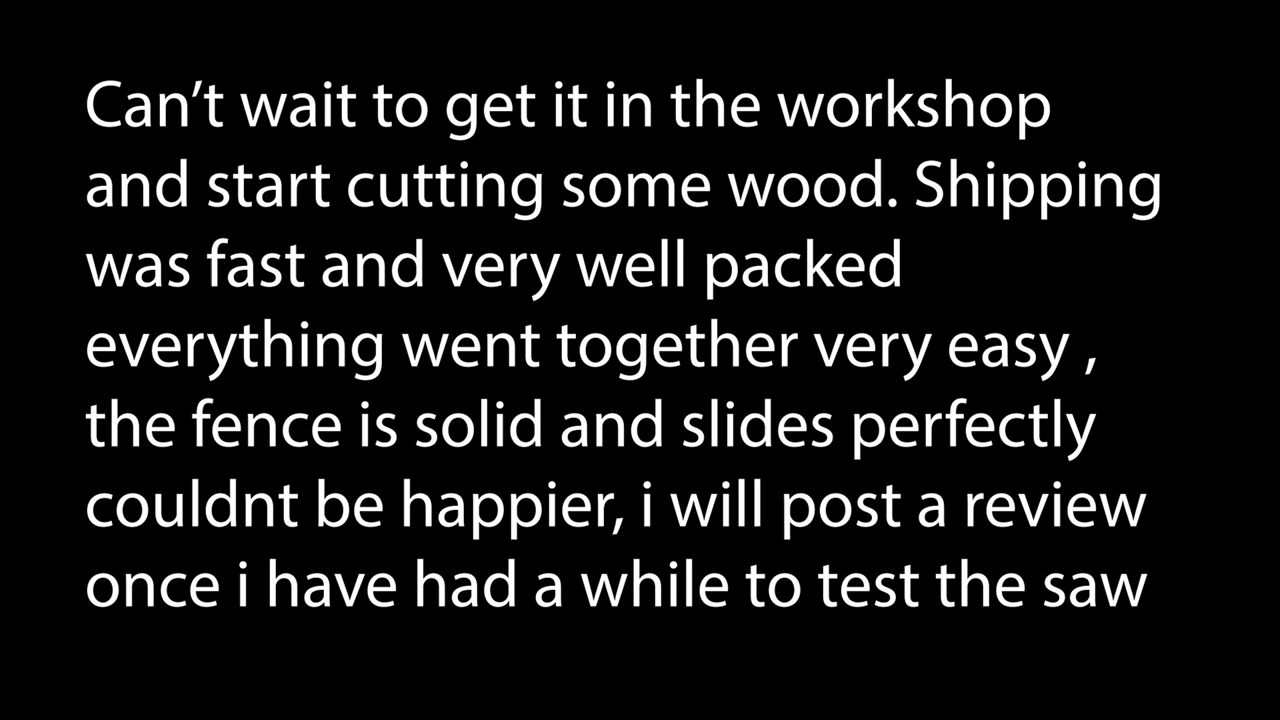 Can’t wait to get it in the workshop
and start cutting some wood. Shipping
was fast and very well packed
everything went together very easy ,
the fence is solid and slides perfectly
couldnt be happier, i will post a review
once i have had a while to test the saw